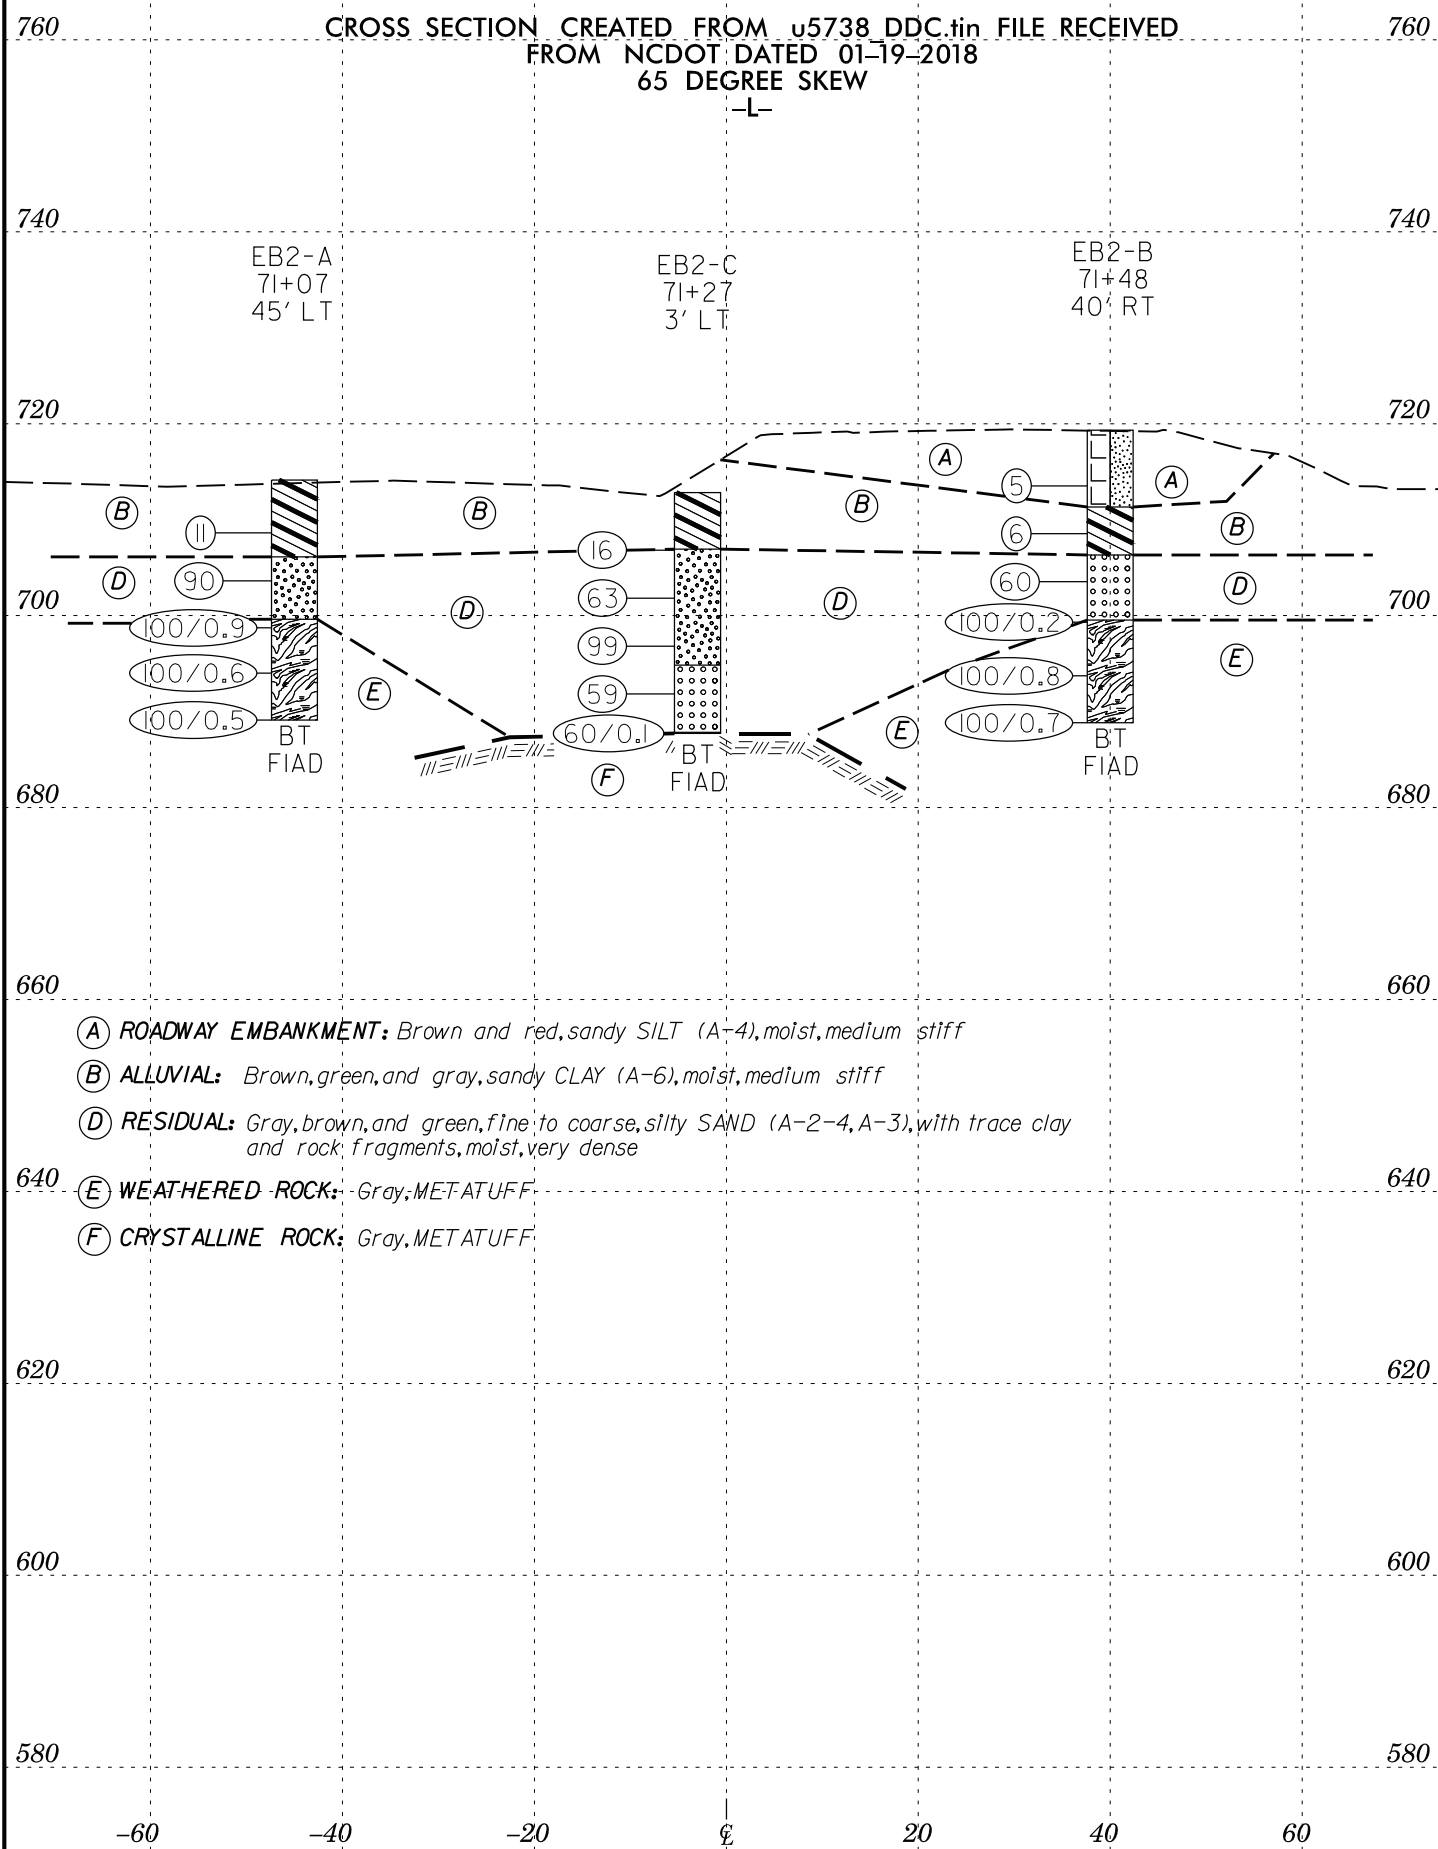 CROSS SECTION CREATED FROM u5738_DDC.tin FILE RECEIVED
FROM NCDOT DATED 01-19-2018
65 DEGREE SKEW
-L-
760 760
740 740
EB2-A
71+07
45' LT
EB2-C
71+27
3' LT
EB2-B
71+48
40' RT
720 720
A
5
A
B
B
B
11
6
B
16
D
90
60
D
63
D
D
700 700
100/0.9
100/0.2
99
E
100/0.6
100/0.8
E
59
100/0.5
100/0.7
60/0.1
E
BT
FIAD
BT
FIAD
BT
FIAD
F
680 680
660 660
A ROADWAY EMBANKMENT: Brown and red, sandy SILT (A-4), moist, medium stiff
B ALLUVIAL: Brown, green, and gray, sandy CLAY (A-6), moist, medium stiff
D RESIDUAL: Gray, brown, and green, fine to coarse, silty SAND (A-2-4, A-3), with trace clay
and rock fragments, moist, very dense
640 640
E WEATHERED ROCK: Gray, METATUFF
F CRYSTALLINE ROCK: Gray, METATUFF
620 620
600 600
580 580
-60 -40 -20 ℄ 20 40 60